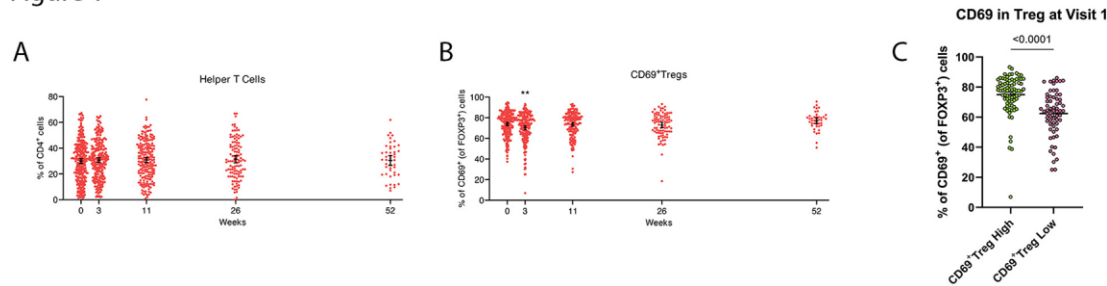 A
Helper T Cells
% of CD4⁺ cells
80
60
40
20
0
0 3 11 26 52
Weeks
B
CD69⁺Tregs
% of CD69⁺ (of FOXP3⁺) cells
100
80
60
40
20
0
**
0 3 11 26 52
Weeks
C
CD69 in Treg at Visit 1
<0.0001
% of CD69⁺ (of FOXP3⁺) cells
100
80
60
40
20
0
CD69⁺Treg High
CD69⁺Treg Low